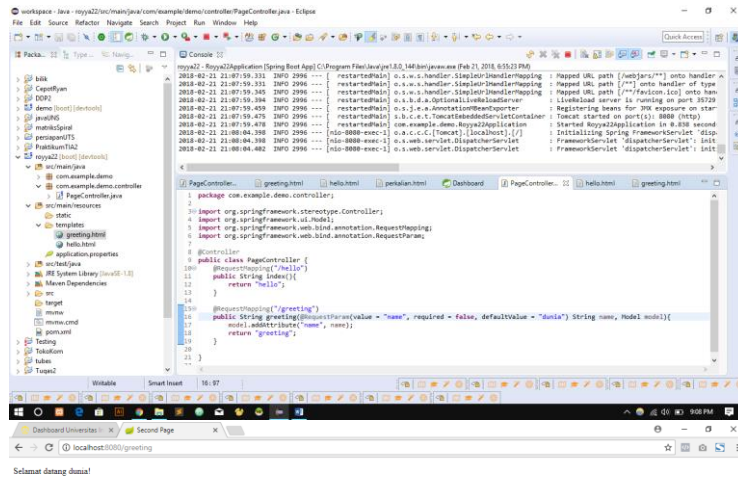 workspace - Java - royya22/src/main/java/com/example/demo/controller/PageController.java - Eclipse
File Edit Source Refactor Navigate Search Project Run Window Help
Quick Access
Packa... Type ... Navig...
bilik
CepotRyan
DDP2
demo [boot] [devtools]
javaUNS
matriksSpiral
persiapanUTS
PraktikumTIA2
royya22 [boot] [devtools]
src/main/java
com.example.demo
com.example.demo.controller
PageController.java
src/main/resources
static
templates
greeting.html
hello.html
application.properties
src/test/java
JRE System Library [JavaSE-1.8]
Maven Dependencies
src
target
mvnw
mvnw.cmd
pom.xml
Testing
TokoKom
tubes
Tugas2
Console
royya22 - Royya22Application [Spring Boot App] C:\Program Files\Java\jre1.8.0_144\bin\javaw.exe (Feb 21, 2018, 6:55:23 PM)
2018-02-21 21:07:59.331 INFO 2996 --- [ restartedMain] o.s.w.s.handler.SimpleUrlHandlerMapping : Mapped URL path [/webjars/**] onto handler
2018-02-21 21:07:59.331 INFO 2996 --- [ restartedMain] o.s.w.s.handler.SimpleUrlHandlerMapping : Mapped URL path [/**] onto handler of type
2018-02-21 21:07:59.345 INFO 2996 --- [ restartedMain] o.s.w.s.handler.SimpleUrlHandlerMapping : Mapped URL path [/**/favicon.ico] onto han
2018-02-21 21:07:59.394 INFO 2996 --- [ restartedMain] o.s.b.d.a.OptionalLiveReloadServer : LiveReload server is running on port 35729
2018-02-21 21:07:59.459 INFO 2996 --- [ restartedMain] o.s.j.e.a.AnnotationMBeanExporter : Registering beans for JMX exposure on star
2018-02-21 21:07:59.475 INFO 2996 --- [ restartedMain] s.b.c.e.t.TomcatEmbeddedServletContainer : Tomcat started on port(s): 8080 (http)
2018-02-21 21:07:59.478 INFO 2996 --- [ restartedMain] com.example.demo.Royya22Application : Started Royya22Application in 0.838 second
2018-02-21 21:08:04.398 INFO 2996 --- [nio-8080-exec-1] o.a.c.c.C.[Tomcat].[localhost].[/] : Initializing Spring FrameworkServlet 'disp
2018-02-21 21:08:04.398 INFO 2996 --- [nio-8080-exec-1] o.s.web.servlet.DispatcherServlet : FrameworkServlet 'dispatcherServlet': init
2018-02-21 21:08:04.402 INFO 2996 --- [nio-8080-exec-1] o.s.web.servlet.DispatcherServlet : FrameworkServlet 'dispatcherServlet': init
PageController... greeting.html hello.html perkalian.html Dashboard PageController... hello.html greeting.html
1 package com.example.demo.controller;
2
3 import org.springframework.stereotype.Controller;
4 import org.springframework.ui.Model;
5 import org.springframework.web.bind.annotation.RequestMapping;
6 import org.springframework.web.bind.annotation.RequestParam;
7
8 @Controller
9 public class PageController {
10 @RequestMapping("/hello")
11 public String index(){
12 return "hello";
13 }
14
15 @RequestMapping("/greeting")
16 public String greeting(@RequestParam(value = "name", required = false, defaultValue = "dunia") String name, Model model){
17 model.addAttribute("name", name);
18 return "greeting";
19 }
20
21 }
Writable Smart Insert 16 : 97
9:08 PM
Dashboard Universitas Second Page
localhost:8080/greeting
Selamat datang dunia!